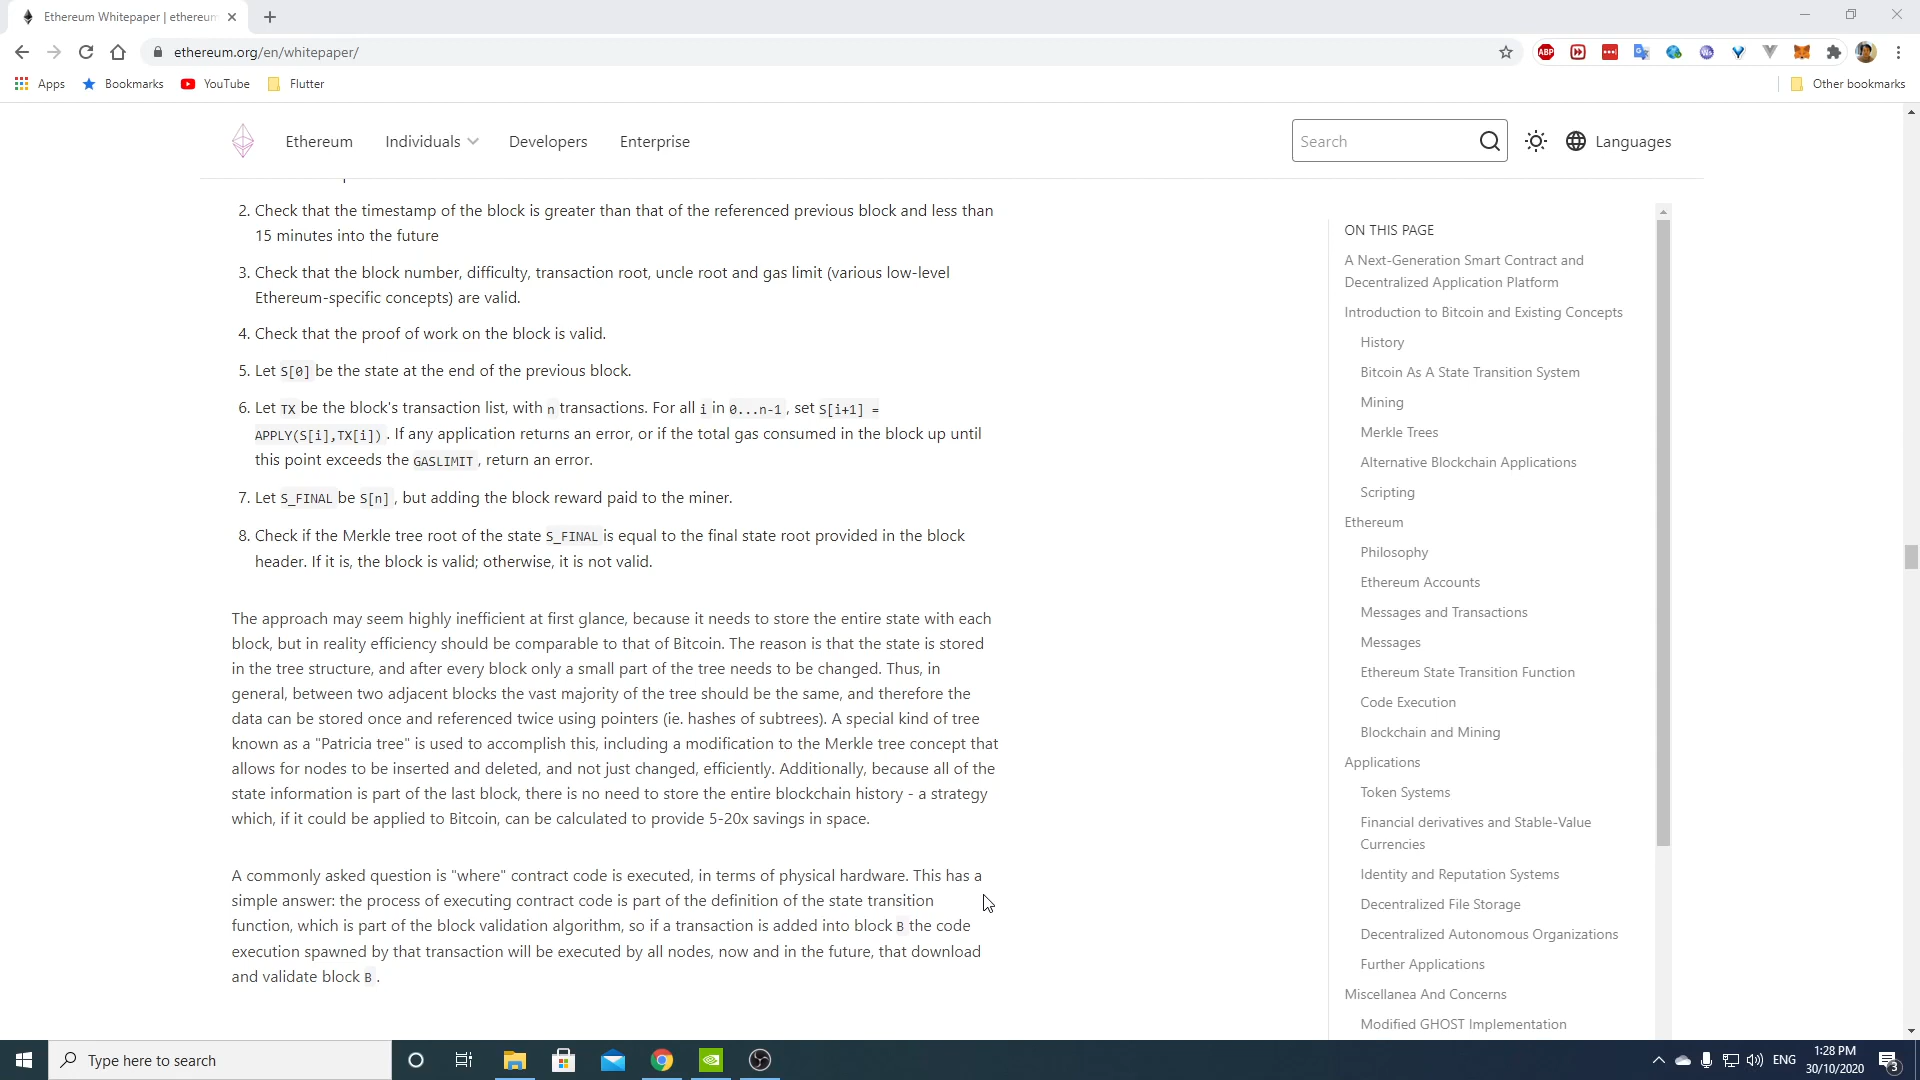 Ethereum Whitepaper | ethereum
ethereum.org/en/whitepaper/
ABP
Apps
Bookmarks
YouTube
Flutter
Other bookmarks
Ethereum
Individuals
Developers
Enterprise
Search
Languages
2. Check that the timestamp of the block is greater than that of the referenced previous block and less than
15 minutes into the future
3. Check that the block number, difficulty, transaction root, uncle root and gas limit (various low-level
Ethereum-specific concepts) are valid.
4. Check that the proof of work on the block is valid.
5. Let S[0] be the state at the end of the previous block.
6. Let TX be the block's transaction list, with n transactions. For all i in 0...n-1, set S[i+1] =
APPLY(S[i],TX[i]). If any application returns an error, or if the total gas consumed in the block up until
this point exceeds the GASLIMIT, return an error.
7. Let S_FINAL be S[n], but adding the block reward paid to the miner.
8. Check if the Merkle tree root of the state S_FINAL is equal to the final state root provided in the block
header. If it is, the block is valid; otherwise, it is not valid.
The approach may seem highly inefficient at first glance, because it needs to store the entire state with each
block, but in reality efficiency should be comparable to that of Bitcoin. The reason is that the state is stored
in the tree structure, and after every block only a small part of the tree needs to be changed. Thus, in
general, between two adjacent blocks the vast majority of the tree should be the same, and therefore the
data can be stored once and referenced twice using pointers (ie. hashes of subtrees). A special kind of tree
known as a "Patricia tree" is used to accomplish this, including a modification to the Merkle tree concept that
allows for nodes to be inserted and deleted, and not just changed, efficiently. Additionally, because all of the
state information is part of the last block, there is no need to store the entire blockchain history - a strategy
which, if it could be applied to Bitcoin, can be calculated to provide 5-20x savings in space.
A commonly asked question is "where" contract code is executed, in terms of physical hardware. This has a
simple answer: the process of executing contract code is part of the definition of the state transition
function, which is part of the block validation algorithm, so if a transaction is added into block B the code
execution spawned by that transaction will be executed by all nodes, now and in the future, that download
and validate block B.
ON THIS PAGE
A Next-Generation Smart Contract and
Decentralized Application Platform
Introduction to Bitcoin and Existing Concepts
History
Bitcoin As A State Transition System
Mining
Merkle Trees
Alternative Blockchain Applications
Scripting
Ethereum
Philosophy
Ethereum Accounts
Messages and Transactions
Messages
Ethereum State Transition Function
Code Execution
Blockchain and Mining
Applications
Token Systems
Financial derivatives and Stable-Value
Currencies
Identity and Reputation Systems
Decentralized File Storage
Decentralized Autonomous Organizations
Further Applications
Miscellanea And Concerns
Modified GHOST Implementation
Type here to search
ENG
1:28 PM
30/10/2020
3